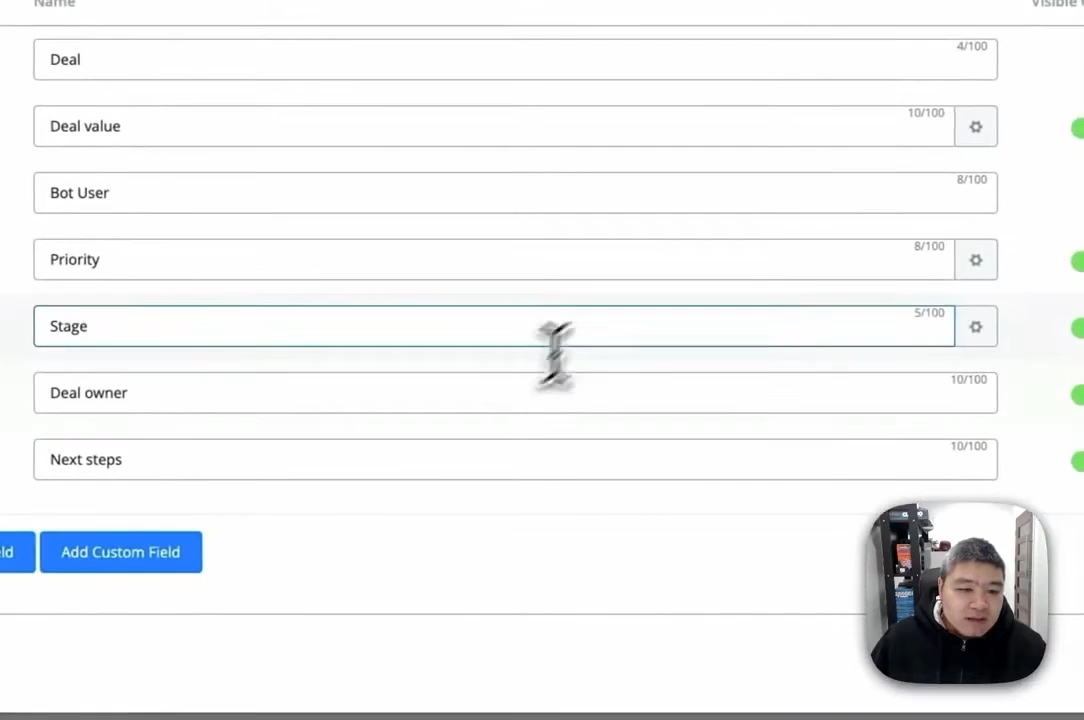 Name
Visible
4/100
Deal
10/100
Deal value
8/100
Bot User
8/100
Priority
5/100
Stage
10/100
Deal owner
10/100
Next steps
Add Custom Field